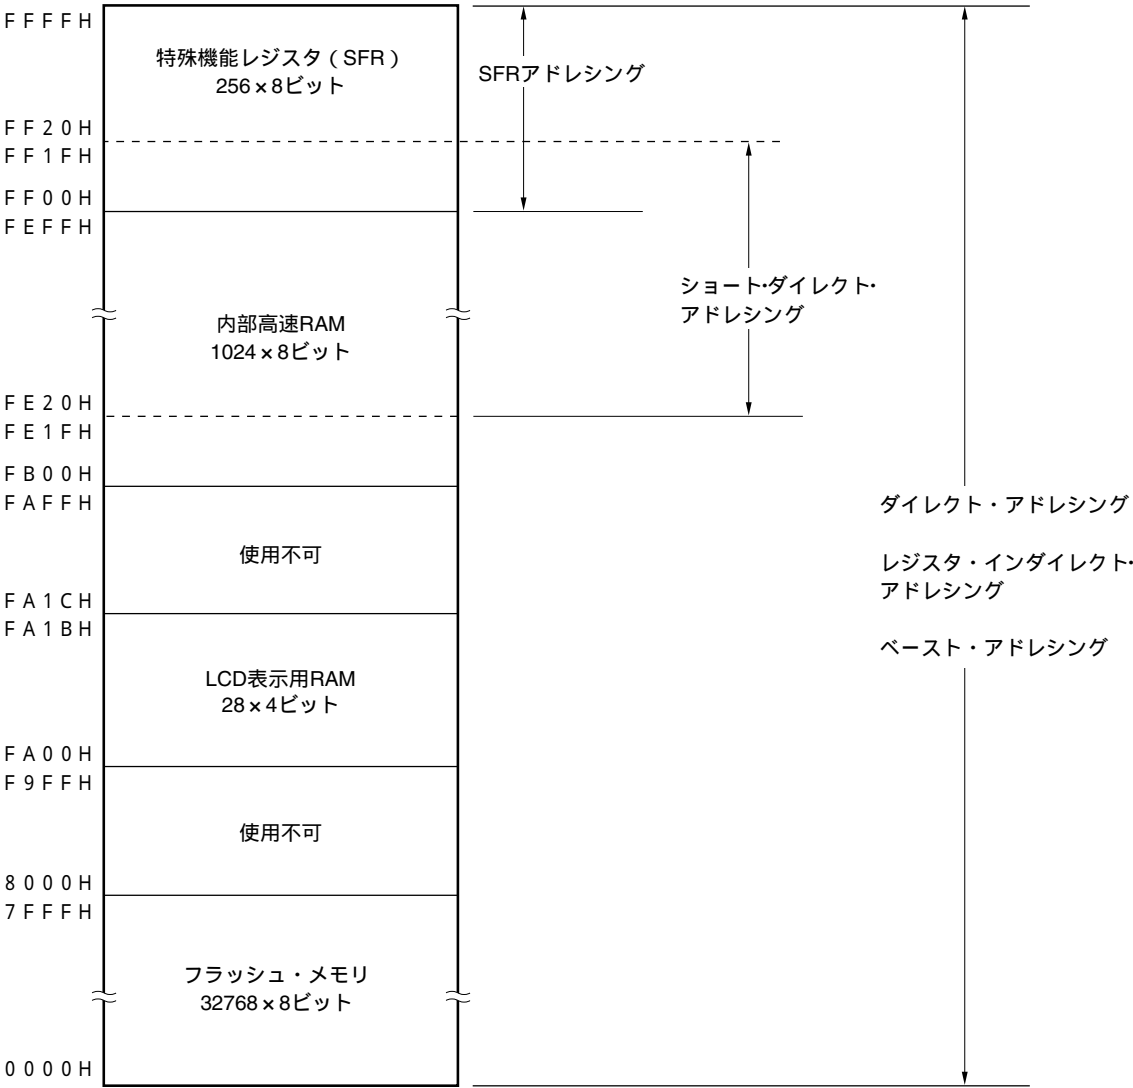 FFFFH
特殊機能レジスタ（SFR）
256×8ビット
SFRアドレシング
FF20H
FF1FH
FF00H
FEFFH
ショート・ダイレクト・
アドレシング
内部高速RAM
1024×8ビット
FE20H
FE1FH
FB00H
FAFFH
ダイレクト・アドレシング
使用不可
レジスタ・インダイレクト・
アドレシング
FA1CH
FA1BH
ベースト・アドレシング
LCD表示用RAM
28×4ビット
FA00H
F9FFH
使用不可
8000H
7FFFH
フラッシュ・メモリ
32768×8ビット
0000H